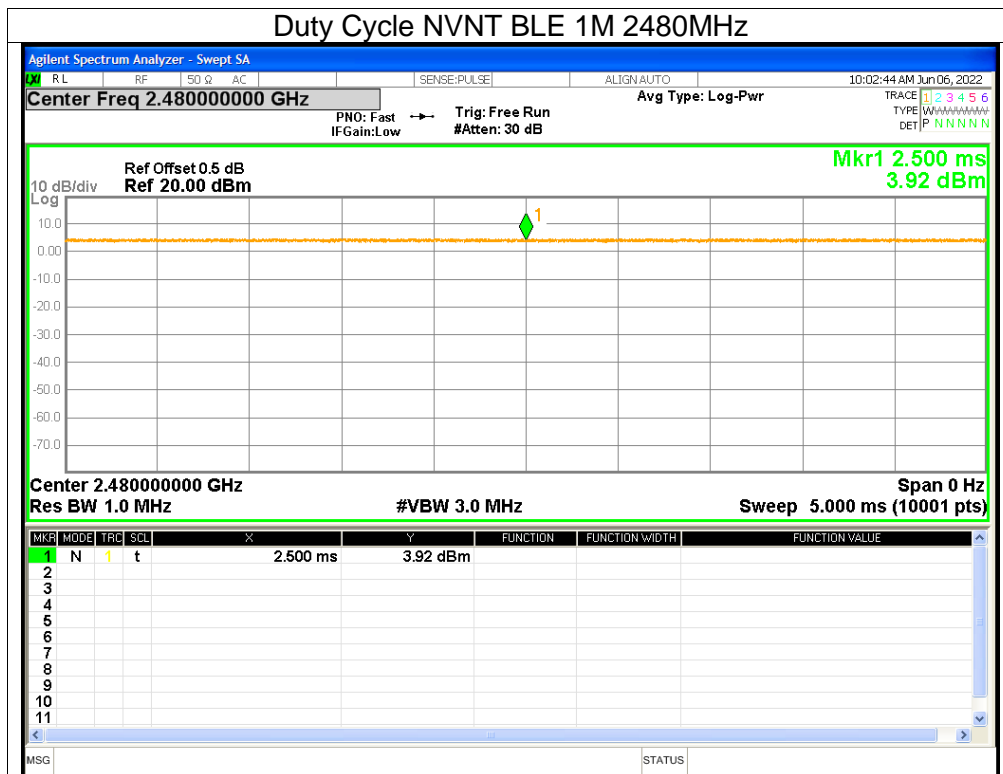 Duty Cycle NVNT BLE 1M 2480MHz
Agilent Spectrum Analyzer - Swept SA
LXI RL RF 50 Ω AC SENSE:PULSE ALIGN AUTO 10:02:44 AM Jun 06, 2022
Center Freq 2.480000000 GHz Avg Type: Log-Pwr TRACE 1 2 3 4 5 6
PNO: Fast Trig: Free Run TYPE WWWWWW
IFGain:Low #Atten: 30 dB DET P N N N N N
Mkr1 2.500 ms
Ref Offset 0.5 dB
10 dB/div Ref 20.00 dBm 3.92 dBm
Log
1
10.0
0.00
-10.0
-20.0
-30.0
-40.0
-50.0
-60.0
-70.0
Center 2.480000000 GHz Span 0 Hz
Res BW 1.0 MHz #VBW 3.0 MHz Sweep 5.000 ms (10001 pts)
MKR MODE TRC SCL X Y FUNCTION FUNCTION WIDTH FUNCTION VALUE
1 N 1 t 2.500 ms 3.92 dBm
2
3
4
5
6
7
8
9
10
11
MSG STATUS